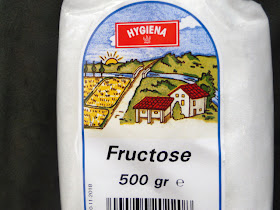 HYGIENA
Fructose
500 gr ℮